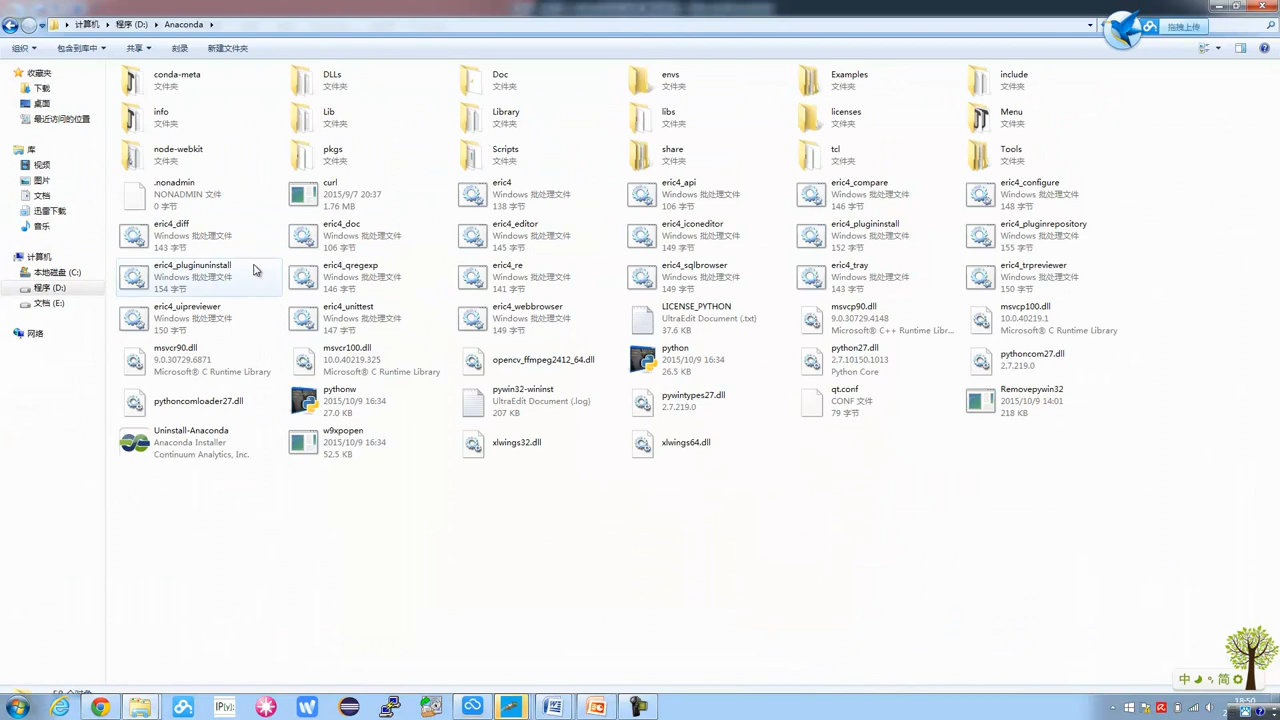 计算机 ▸ 程序 (D:) ▸ Anaconda ▸
拖拽上传
组织 包含到库中 共享 刻录 新建文件夹
收藏夹
下载
桌面
最近访问的位置
库
视频
图片
文档
迅雷下载
音乐
计算机
本地磁盘 (C:)
程序 (D:)
文档 (E:)
网络
conda-meta
文件夹
DLLs
文件夹
Doc
文件夹
envs
文件夹
Examples
文件夹
include
文件夹
info
文件夹
Lib
文件夹
Library
文件夹
libs
文件夹
licenses
文件夹
Menu
文件夹
node-webkit
文件夹
pkgs
文件夹
Scripts
文件夹
share
文件夹
tcl
文件夹
Tools
文件夹
.nonadmin
NONADMIN 文件
0 字节
curl
2015/9/7 20:37
1.76 MB
eric4
Windows 批处理文件
138 字节
eric4_api
Windows 批处理文件
106 字节
eric4_compare
Windows 批处理文件
146 字节
eric4_configure
Windows 批处理文件
148 字节
eric4_diff
Windows 批处理文件
143 字节
eric4_doc
Windows 批处理文件
106 字节
eric4_editor
Windows 批处理文件
145 字节
eric4_iconeditor
Windows 批处理文件
149 字节
eric4_plugininstall
Windows 批处理文件
152 字节
eric4_pluginrepository
Windows 批处理文件
155 字节
eric4_pluginuninstall
Windows 批处理文件
154 字节
eric4_qregexp
Windows 批处理文件
146 字节
eric4_re
Windows 批处理文件
141 字节
eric4_sqlbrowser
Windows 批处理文件
149 字节
eric4_tray
Windows 批处理文件
143 字节
eric4_trpreviewer
Windows 批处理文件
150 字节
eric4_uipreviewer
Windows 批处理文件
150 字节
eric4_unittest
Windows 批处理文件
147 字节
eric4_webbrowser
Windows 批处理文件
149 字节
LICENSE_PYTHON
UltraEdit Document (.txt)
37.6 KB
msvcp90.dll
9.0.30729.4148
Microsoft® C++ Runtime Libr...
msvcp100.dll
10.0.40219.1
Microsoft® C Runtime Library
msvcr90.dll
9.0.30729.6871
Microsoft® C Runtime Library
msvcr100.dll
10.0.40219.325
Microsoft® C Runtime Library
opencv_ffmpeg2412_64.dll
python
2015/10/9 16:34
26.5 KB
python27.dll
2.7.10150.1013
Python Core
pythoncom27.dll
2.7.219.0
pythoncomloader27.dll
pythonw
2015/10/9 16:34
27.0 KB
pywin32-wininst
UltraEdit Document (.log)
207 KB
pywintypes27.dll
2.7.219.0
qt.conf
CONF 文件
79 字节
Removepywin32
2015/10/9 14:01
218 KB
Uninstall-Anaconda
Anaconda Installer
Continuum Analytics, Inc.
w9xpopen
2015/10/9 16:34
52.5 KB
xlwings32.dll
xlwings64.dll
中 简
IP[y]:
18:50